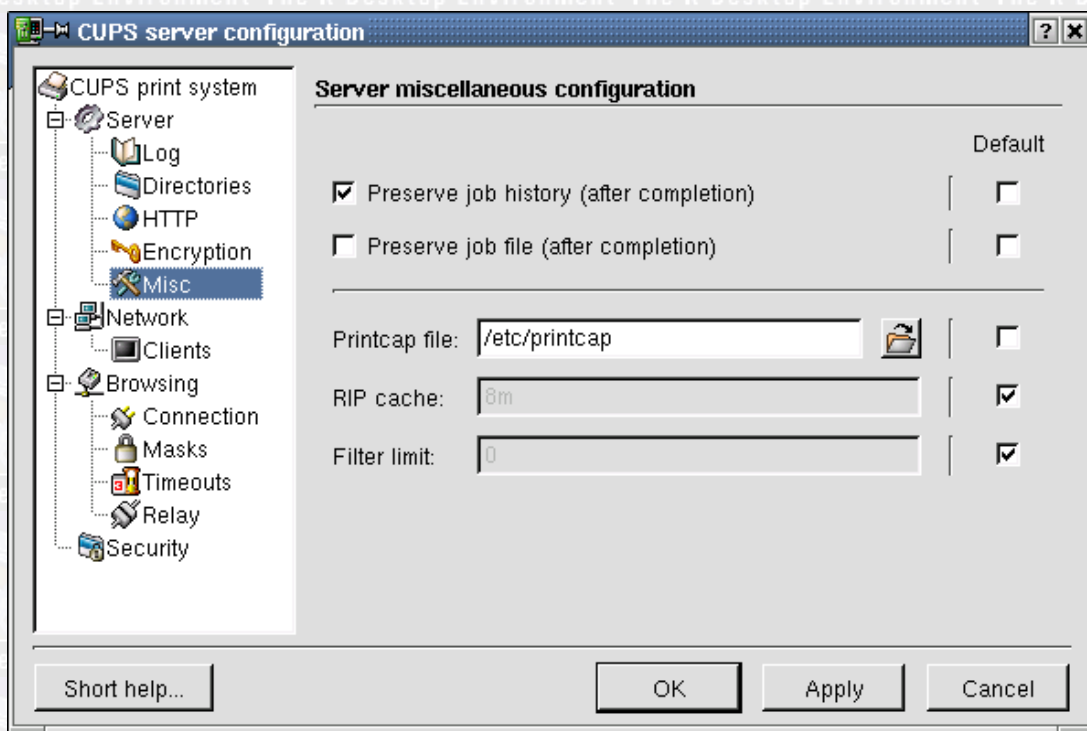 CUPS server configuration
CUPS print system
Server
Log
Directories
HTTP
Encryption
Misc
Network
Clients
Browsing
Connection
Masks
Timeouts
Relay
Security
Server miscellaneous configuration
Default
Preserve job history (after completion)
Preserve job file (after completion)
Printcap file: /etc/printcap
RIP cache: 8m
Filter limit: 0
Short help... OK Apply Cancel